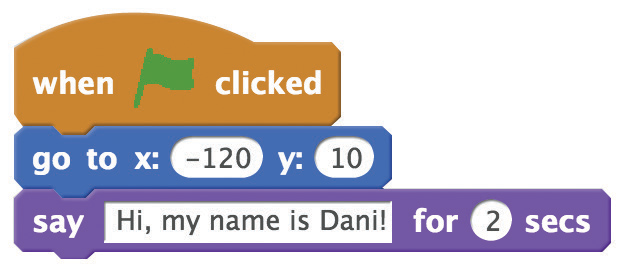 when clicked
go to x: -120 y: 10
say Hi, my name is Dani! for 2 secs